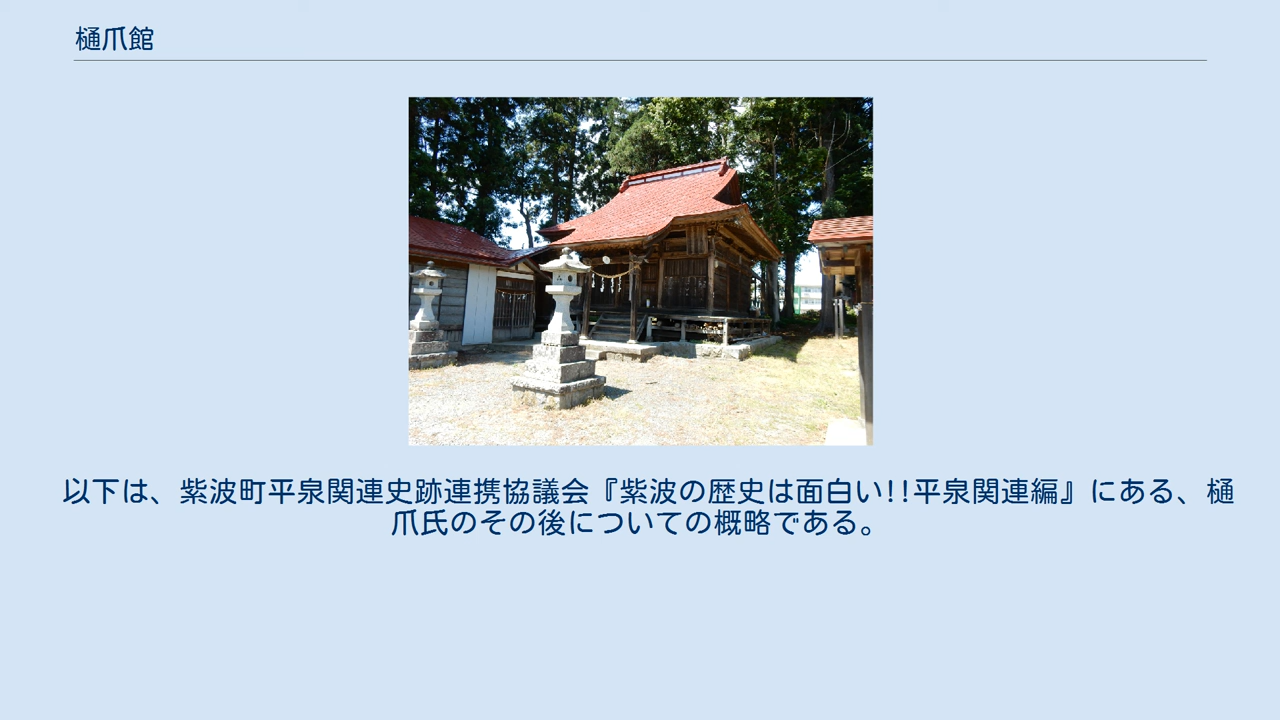 樋爪館
以下は、紫波町平泉関連史跡連携協議会『紫波の歴史は面白い!!平泉関連編』にある、樋
爪氏のその後についての概略である。